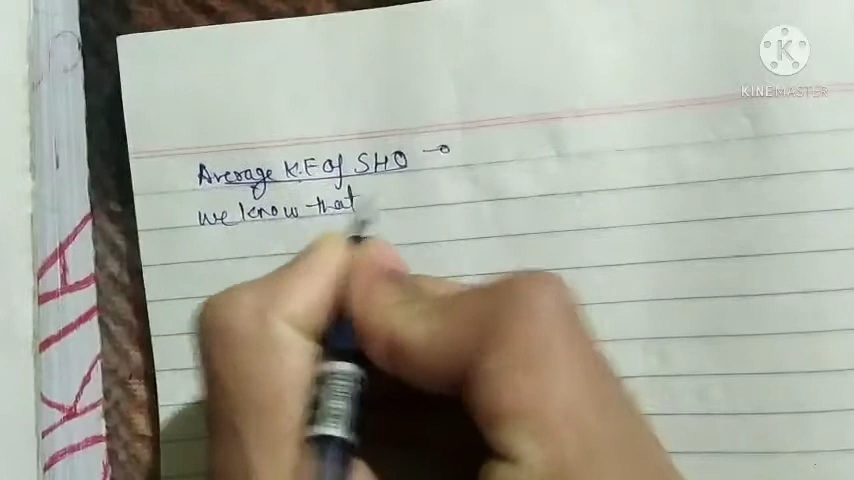 Average K.E Of SHO →
we know that
K
KINEMASTER